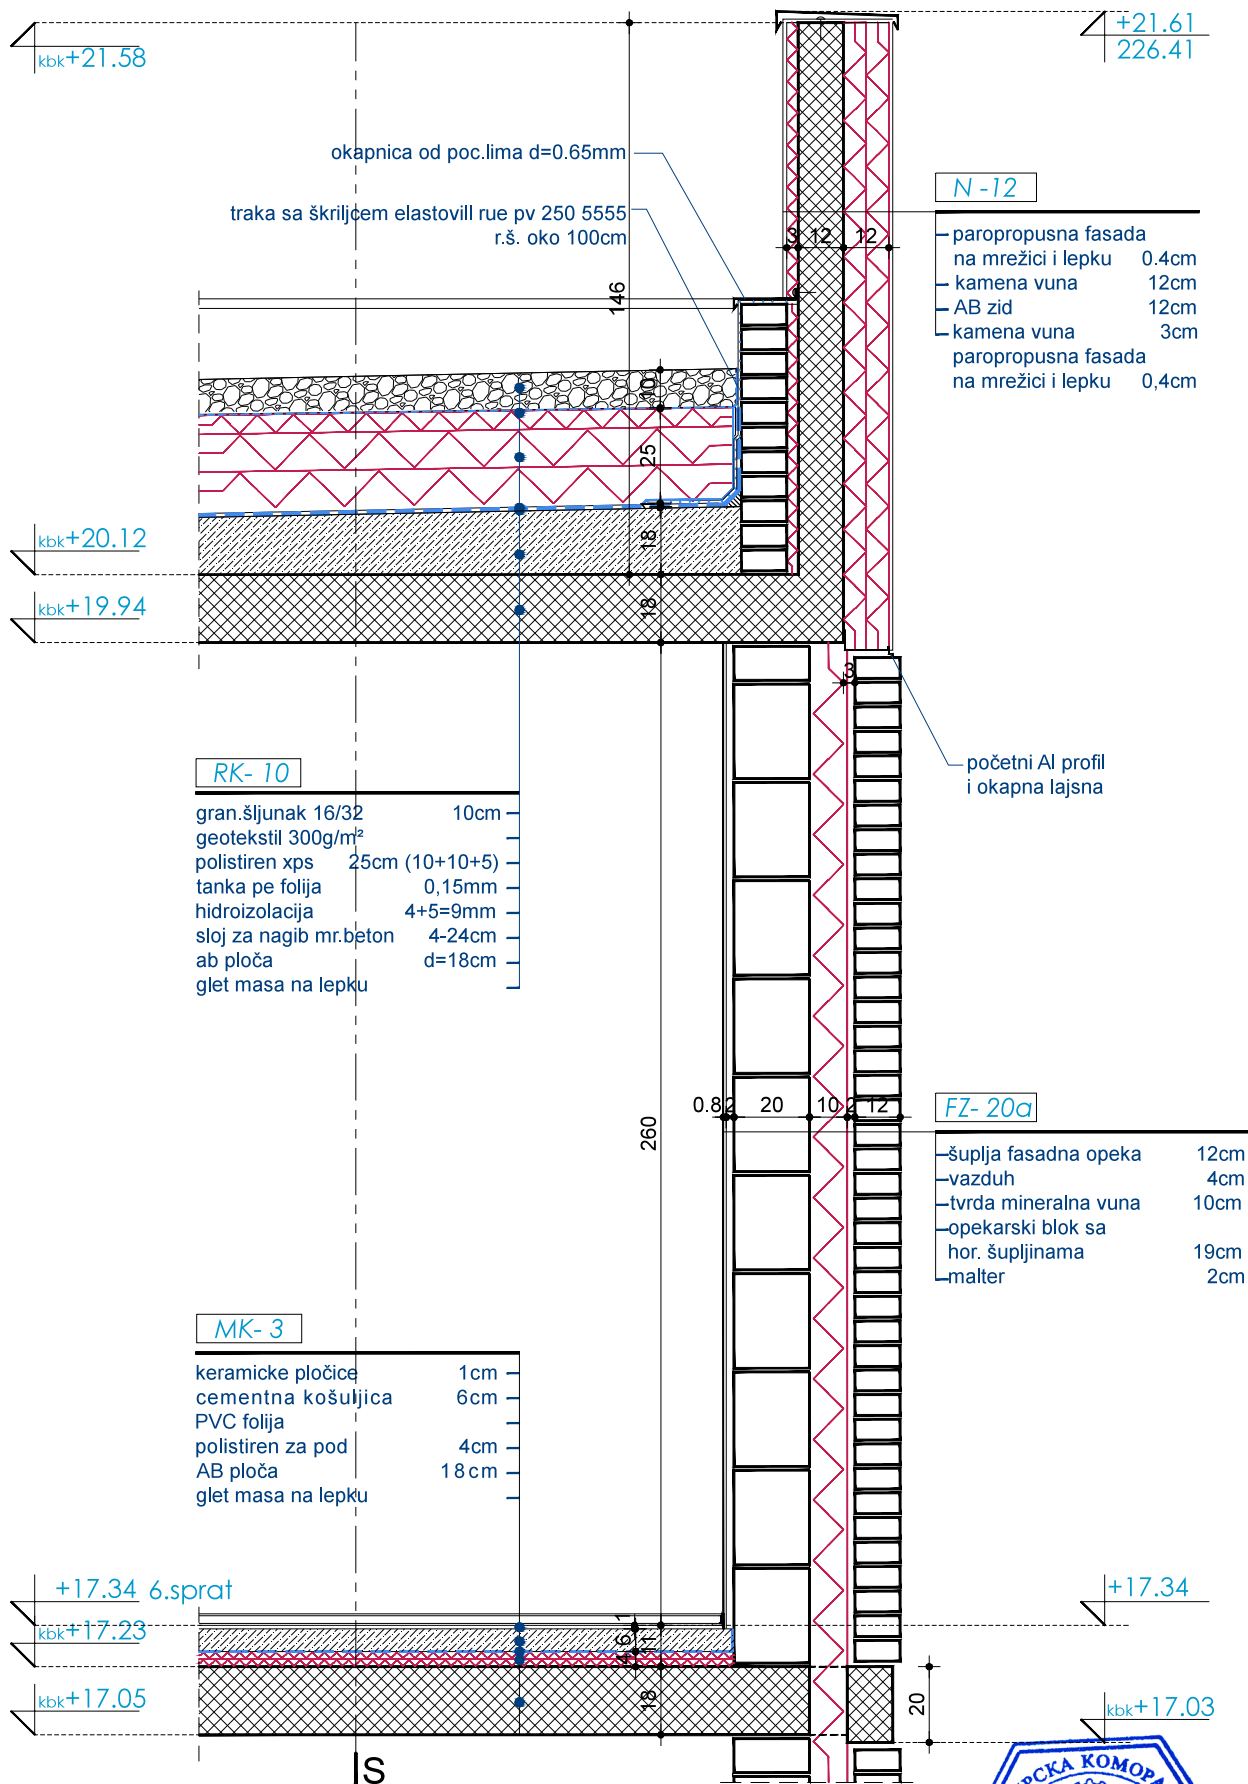 kbk+21.58
+21.61
226.41
okapnica od poc.lima d=0.65mm
traka sa škriljcem elastovill rue pv 250 5555
r.š. oko 100cm
N -12
paropropusna fasada
na mrežici i lepku 0.4cm
kamena vuna 12cm
AB zid 12cm
kamena vuna 3cm
paropropusna fasada
na mrežici i lepku 0,4cm
3 12 12
146
10
25
18
18
kbk+20.12
kbk+19.94
3
početni Al profil
i okapna lajsna
RK- 10
gran.šljunak 16/32 10cm
geotekstil 300g/m²
polistiren xps 25cm (10+10+5)
tanka pe folija 0,15mm
hidroizolacija 4+5=9mm
sloj za nagib mr.beton 4-24cm
ab ploča d=18cm
glet masa na lepku
260
0.8 2 20 10 2 12
FZ- 20a
šuplja fasadna opeka 12cm
vazduh 4cm
tvrda mineralna vuna 10cm
opekarski blok sa
hor. šupljinama 19cm
malter 2cm
MK- 3
keramicke pločice 1cm
cementna košuljica 6cm
PVC folija
polistiren za pod 4cm
AB ploča 18cm
glet masa na lepku
+17.34 6.sprat
+17.34
kbk+17.23
1
6
4
11
18
20
kbk+17.05
kbk+17.03
S
РСКА КОМОРА